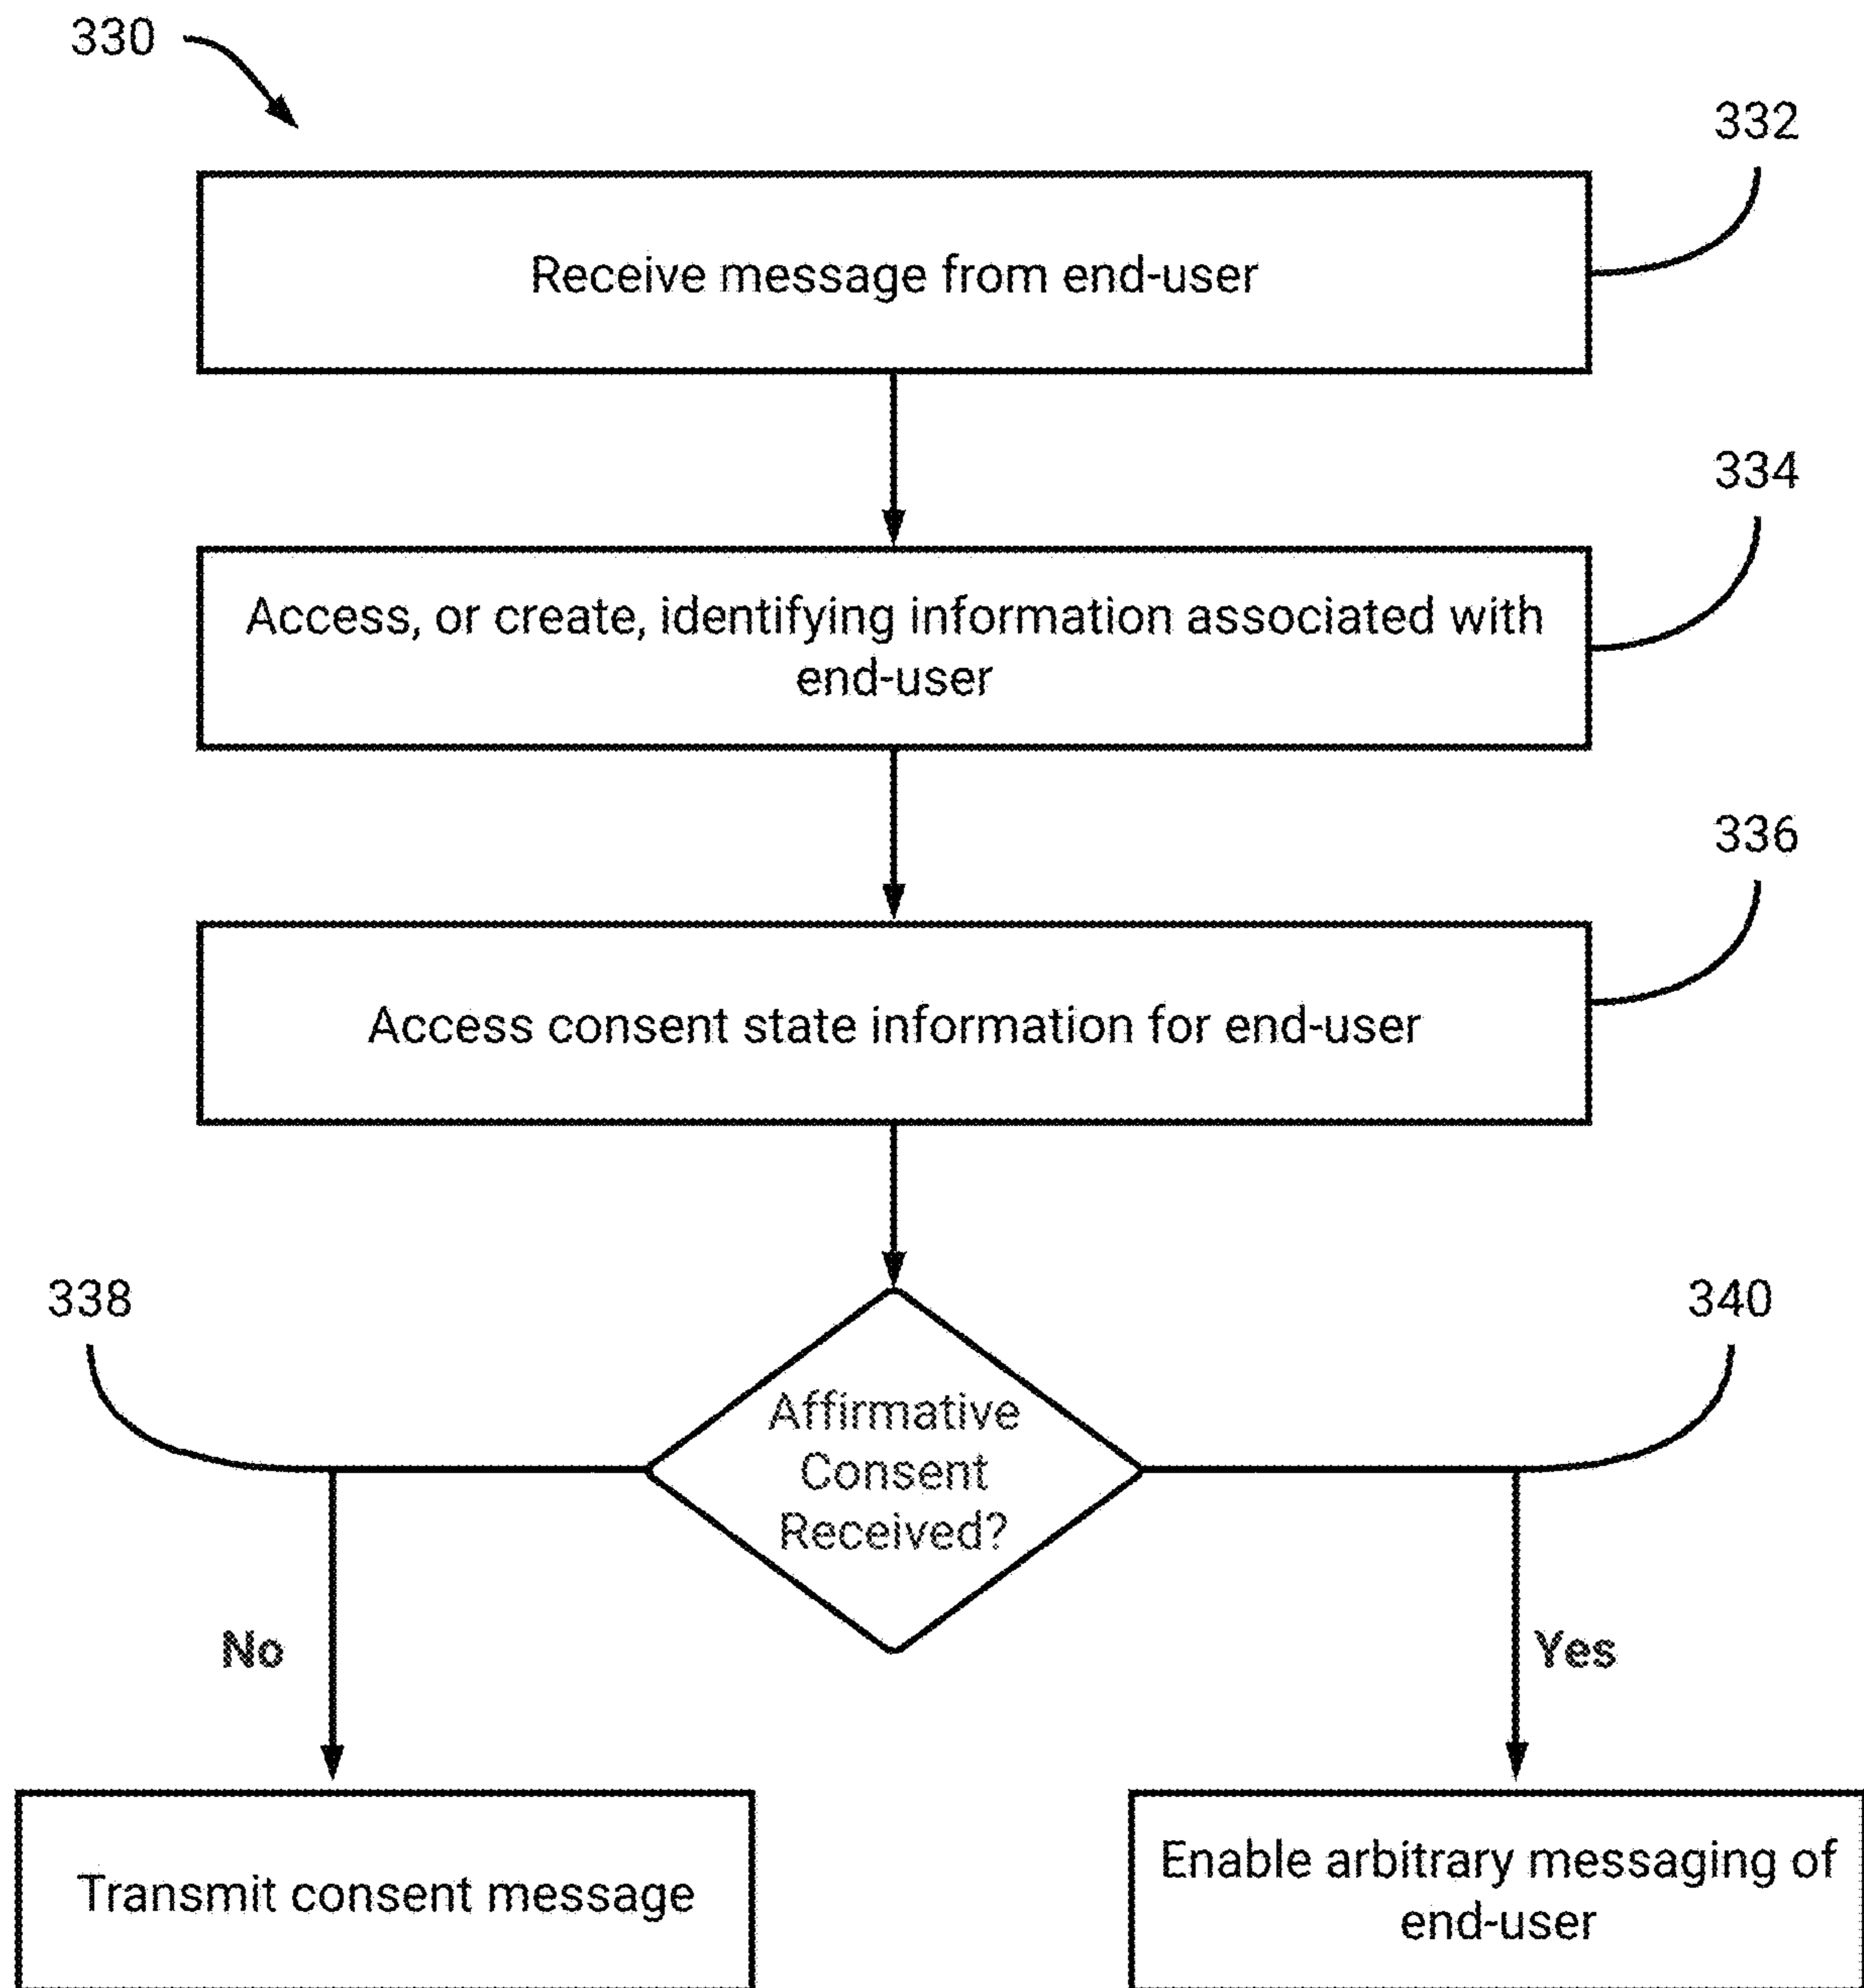 330
332
Receive message from end-user
334
Access, or create, identifying information associated with
end-user
336
Access consent state information for end-user
338
340
Affirmative
Consent
Received?
No
Yes
Transmit consent message
Enable arbitrary messaging of
end-user